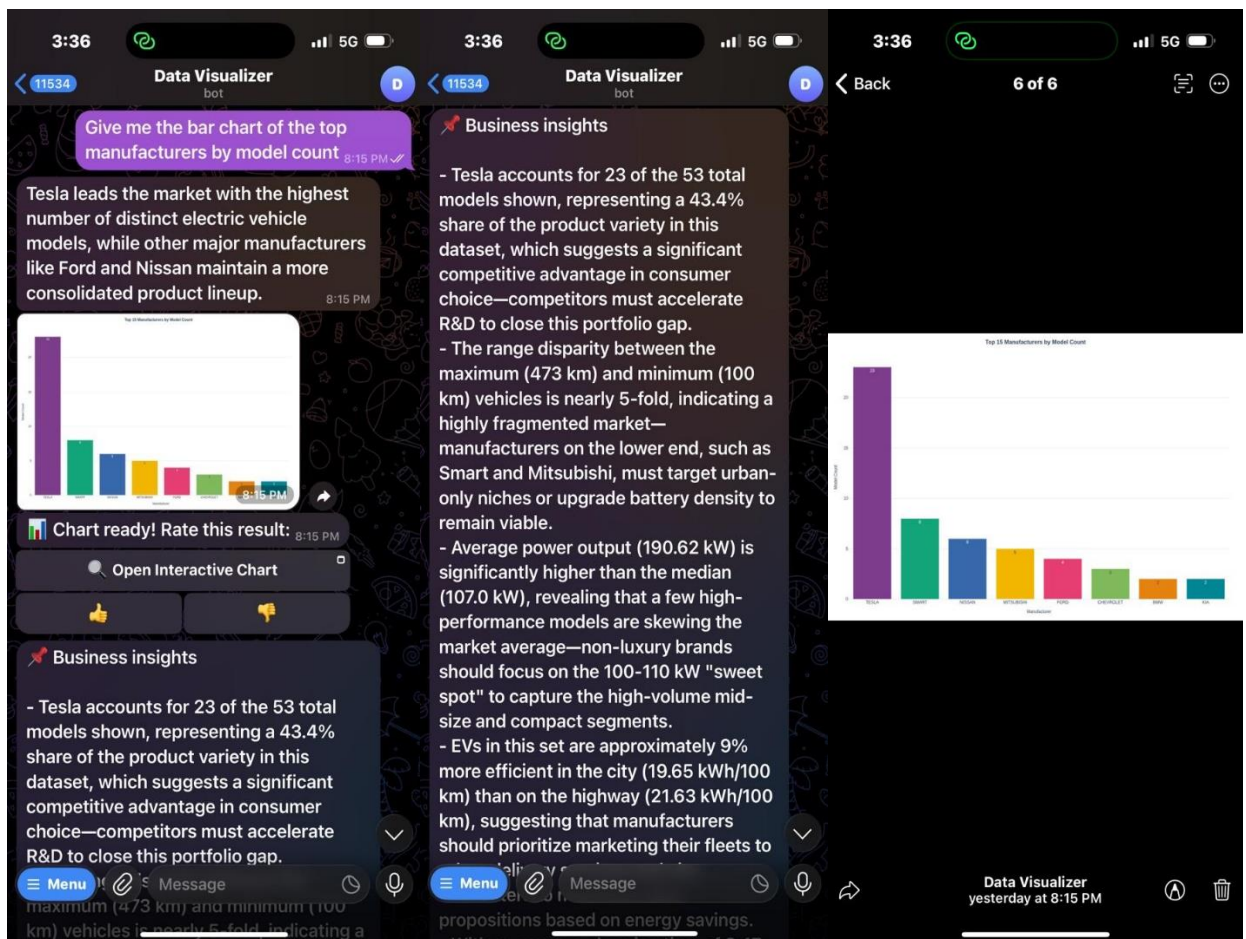 3:36
5G
11534
Data Visualizer
bot
D
Give me the bar chart of the top
manufacturers by model count
8:15 PM
Tesla leads the market with the highest
number of distinct electric vehicle
models, while other major manufacturers
like Ford and Nissan maintain a more
consolidated product lineup.
8:15 PM
8:15 PM
Chart ready! Rate this result:
8:15 PM
Open Interactive Chart
Business insights
- Tesla accounts for 23 of the 53 total
models shown, representing a 43.4%
share of the product variety in this
dataset, which suggests a significant
competitive advantage in consumer
choice—competitors must accelerate
R&D to close this portfolio gap.
Menu
Message
maximum (473 km) and minimum (100
km) vehicles is nearly 5-fold, indicating a
3:36
5G
11534
Data Visualizer
bot
D
Business insights
- Tesla accounts for 23 of the 53 total
models shown, representing a 43.4%
share of the product variety in this
dataset, which suggests a significant
competitive advantage in consumer
choice—competitors must accelerate
R&D to close this portfolio gap.
- The range disparity between the
maximum (473 km) and minimum (100
km) vehicles is nearly 5-fold, indicating a
highly fragmented market—
manufacturers on the lower end, such as
Smart and Mitsubishi, must target urban-
only niches or upgrade battery density to
remain viable.
- Average power output (190.62 kW) is
significantly higher than the median
(107.0 kW), revealing that a few high-
performance models are skewing the
market average—non-luxury brands
should focus on the 100-110 kW "sweet
spot" to capture the high-volume mid-
size and compact segments.
- EVs in this set are approximately 9%
more efficient in the city (19.65 kWh/100
km) than on the highway (21.63 kWh/100
km), suggesting that manufacturers
should prioritize marketing their fleets to
Menu
Message
propositions based on energy savings.
3:36
5G
Back
6 of 6
Top 15 Manufacturers by Model Count
Model Count
20
15
10
5
0
23
8
6
5
4
3
2
2
TESLA
SMART
NISSAN
MITSUBISHI
FORD
CHEVROLET
BMW
KIA
Manufacturer
Data Visualizer
yesterday at 8:15 PM